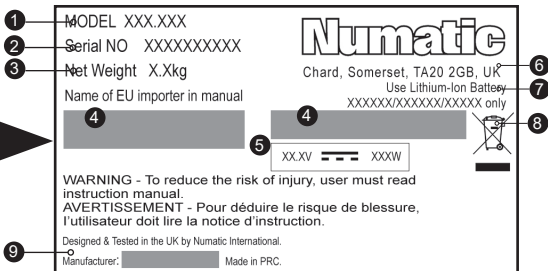 1 MODEL XXX.XXX
Numatic
2 Serial NO XXXXXXXXXX
3 Net Weight X.Xkg
Chard, Somerset, TA20 2GB, UK 6
Use Lithium-Ion Battery 7
Name of EU importer in manual
XXXXXX/XXXXXX/XXXXX only
4
4
8
5
XX.XV XXXW
WARNING - To reduce the risk of injury, user must read
instruction manual.
AVERTISSEMENT - Pour déduire le risque de blessure,
l'utilisateur doit lire la notice d'instruction.
Designed & Tested in the UK by Numatic International.
9
Manufacturer: Made in PRC.